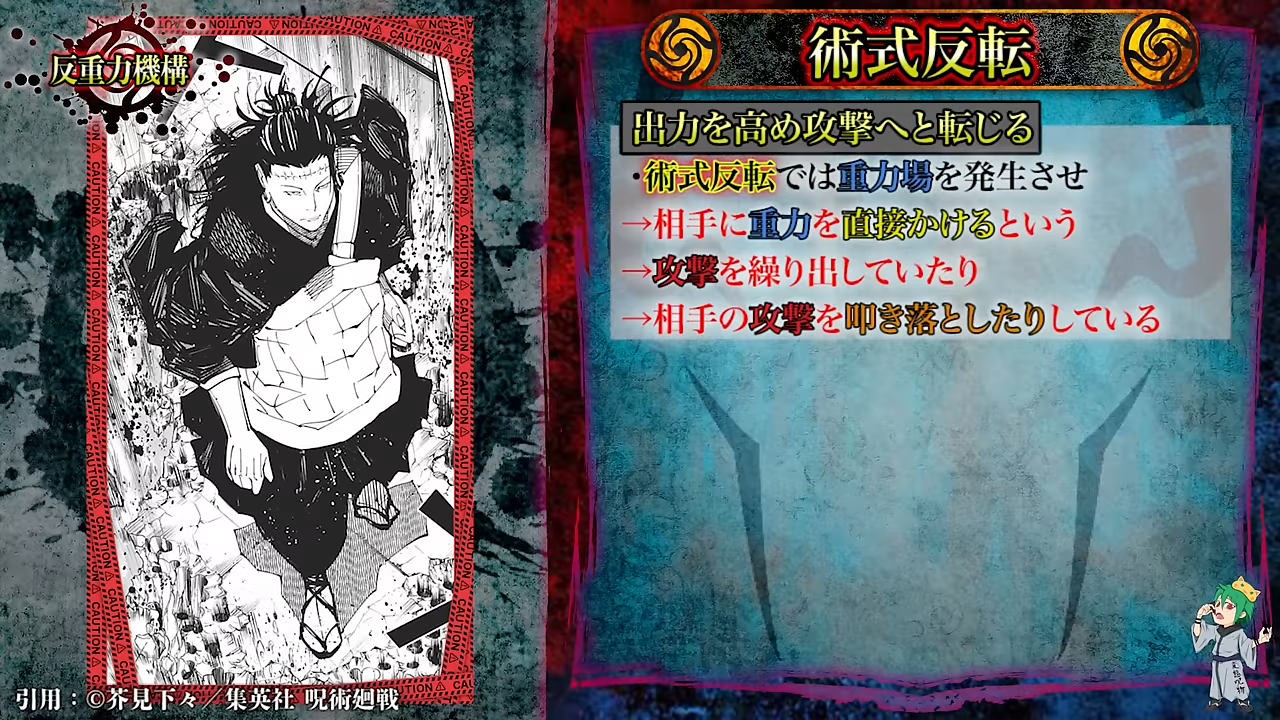 反重力機構
術式反転
出力を高め攻撃へと転じる
・術式反転では重力場を発生させ
→相手に重力を直接かけるという
→攻撃を繰り出していたり
→相手の攻撃を叩き落としたりしている
CAUTION
引用：©芥見下々／集英社 呪術廻戦